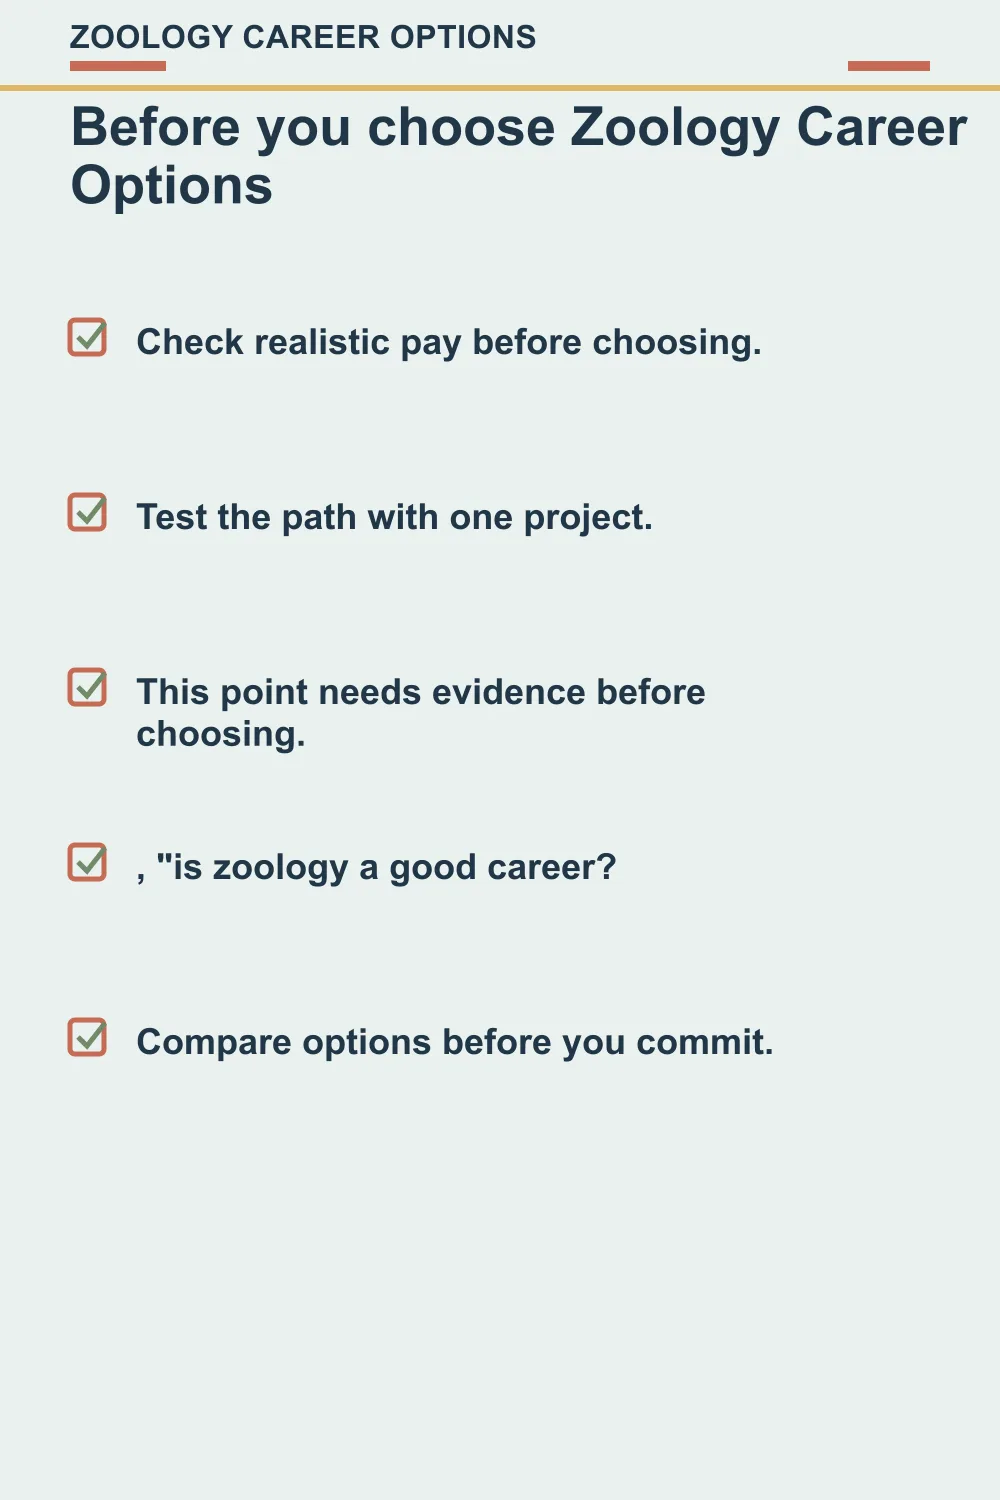 ZOOLOGY CAREER OPTIONS
Before you choose Zoology Career
Options
Check realistic pay before choosing.
Test the path with one project.
This point needs evidence before
choosing.
, "is zoology a good career?
Compare options before you commit.